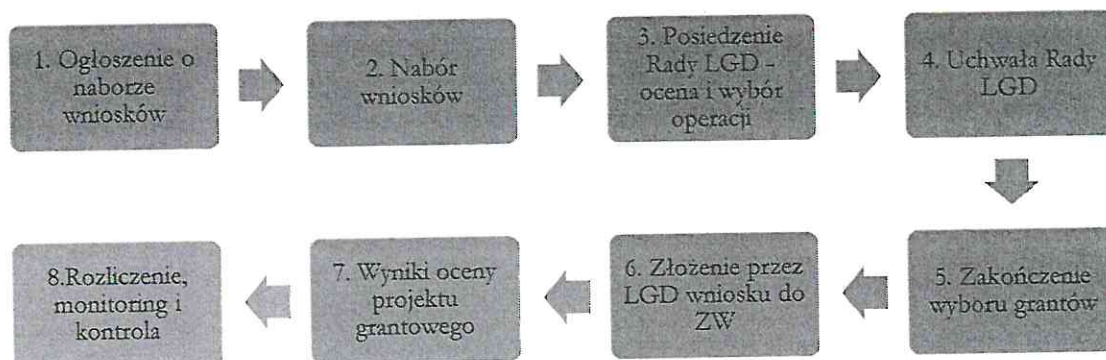 1. Ogłoszenie o
naborze
wniosków
2. Nabór
wniosków
3. Posiedzenie
Rady LGD -
ocena i wybór
operacji
4. Uchwała Rady
LGD
5. Zakończenie
wyboru grantów
6. Złożenie przez
LGD wniosku do
ZW
7. Wyniki oceny
projektu
grantowego
8.Rozliczenie,
monitoring i
kontrola